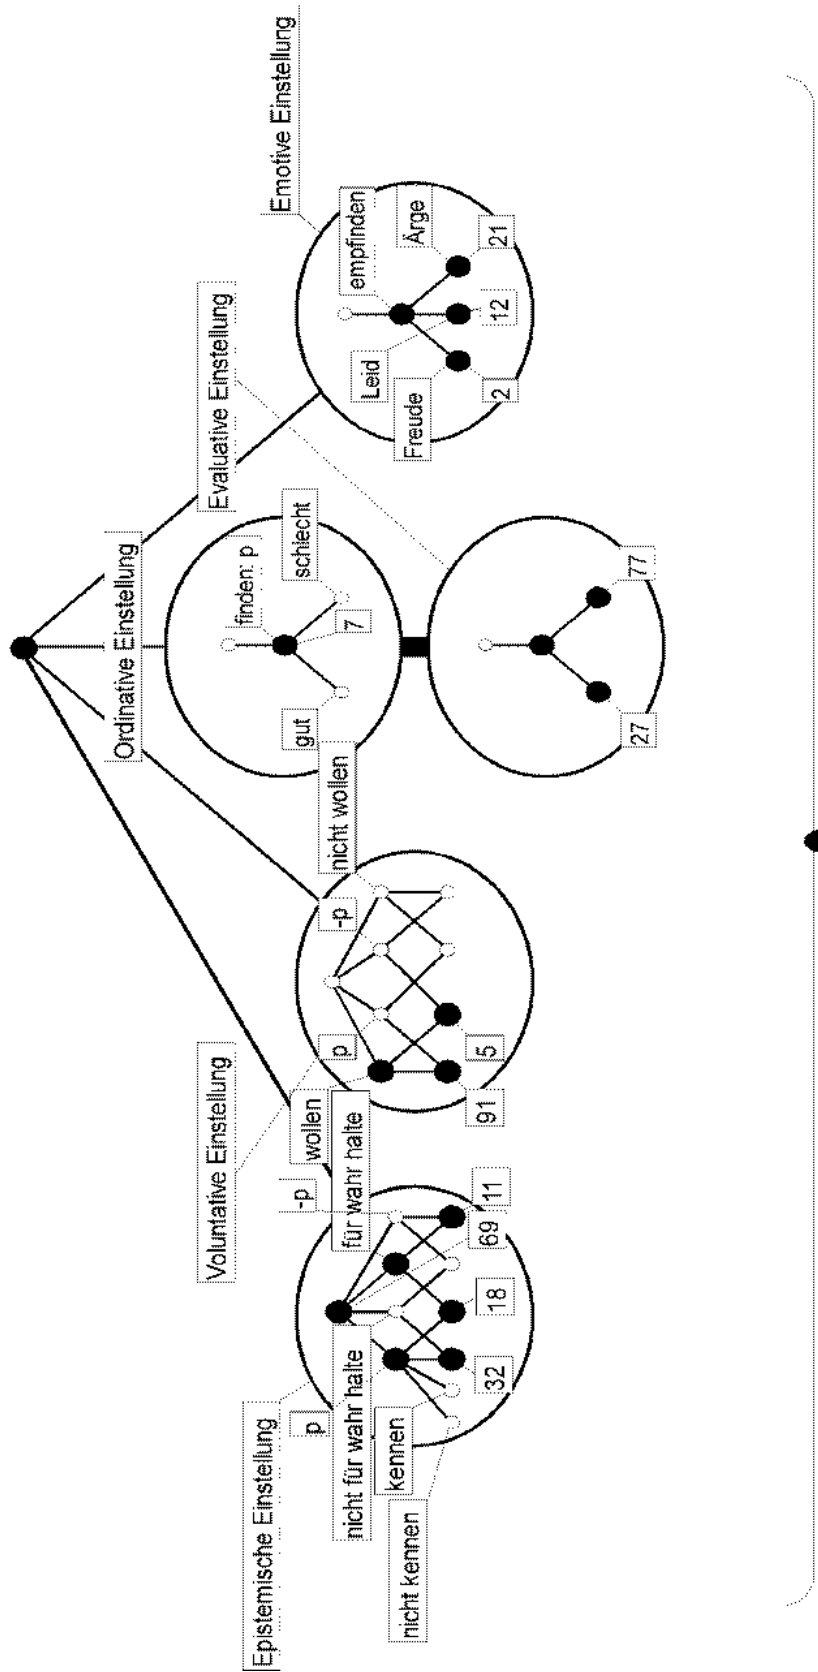 Epistemische Einstellung
Voluntative Einstellung
Ordinative Einstellung
Evaluative Einstellung
Emotive Einstellung
p
nicht für wahr halte
kennen
nicht kennen
-p
für wahr halte
32
18
69
11
wollen
p
-p
nicht wollen
91
5
finden: p
gut
7
schlecht
27
77
empfinden
Freude
Leid
Ärge
2
12
21